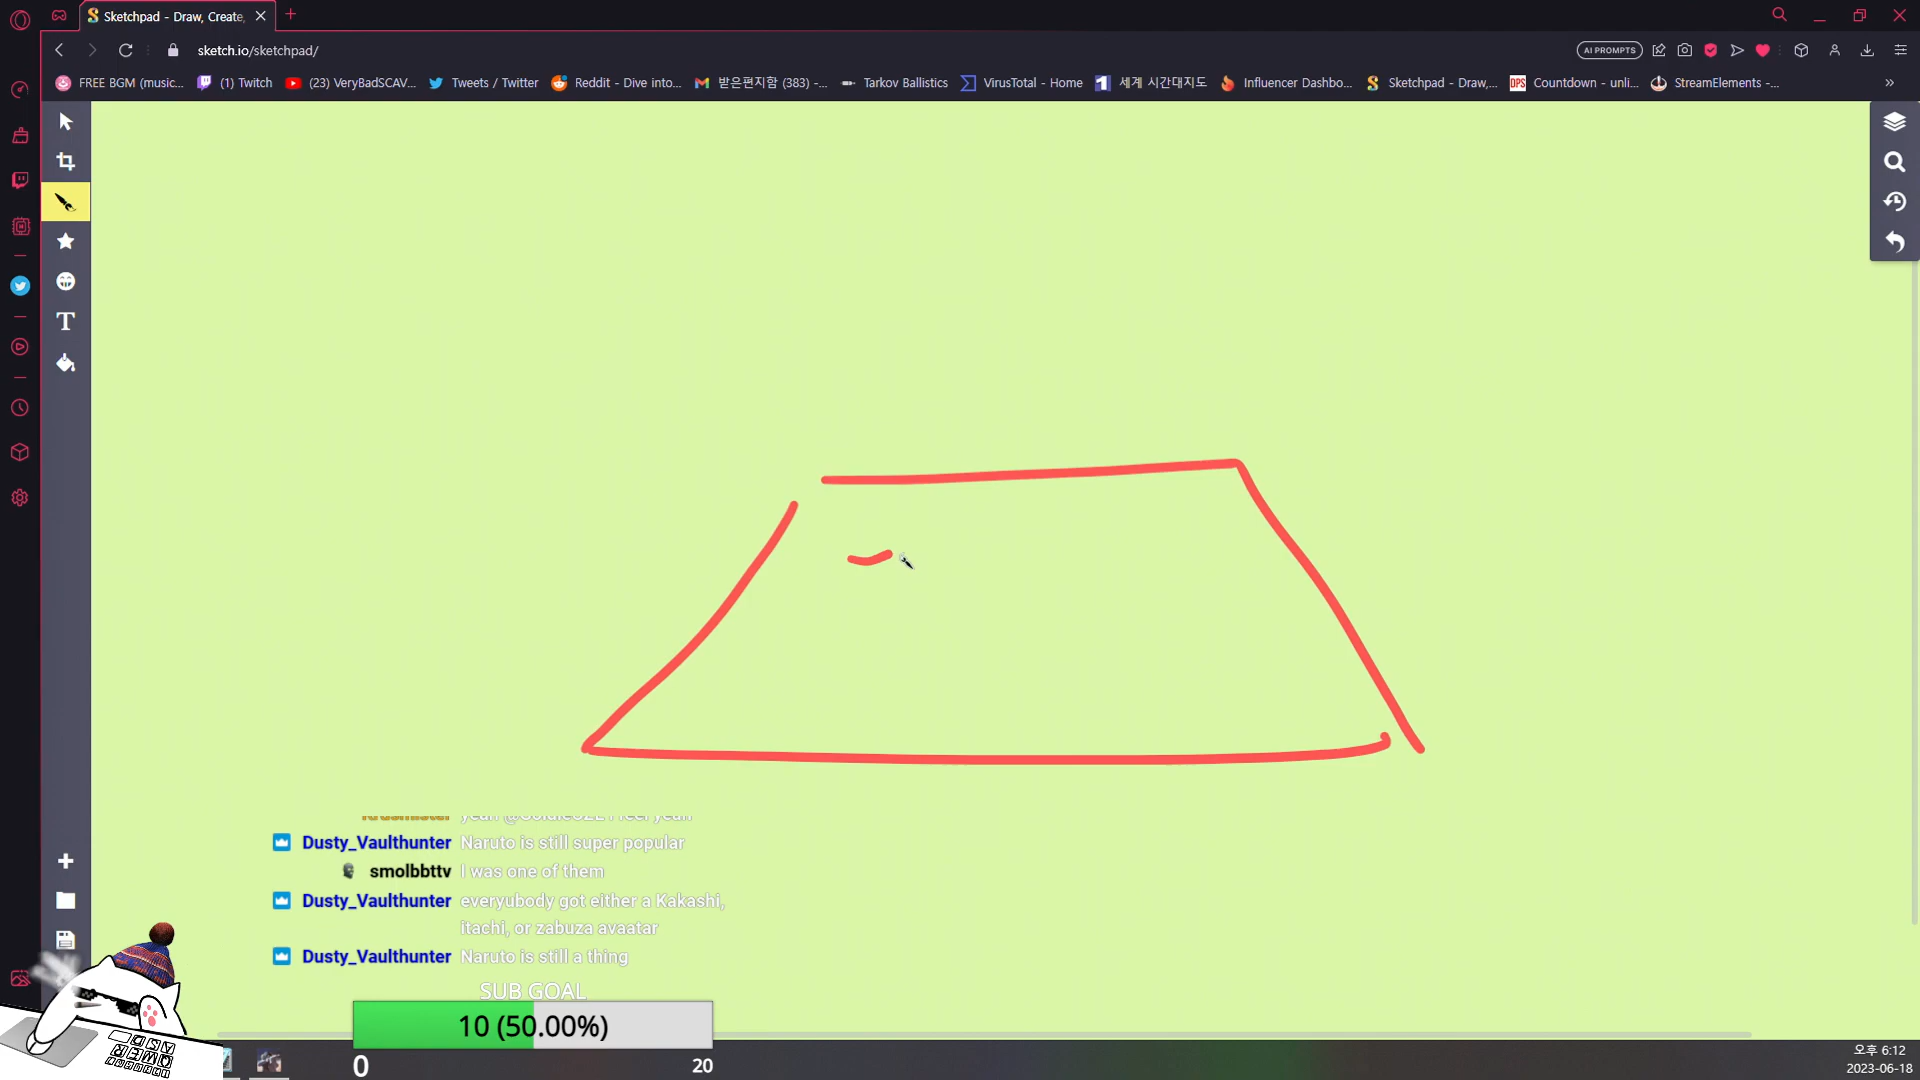 Sketchpad - Draw, Create,
sketch.io/sketchpad/
AI PROMPTS
FREE BGM (music...
(1) Twitch
(23) VeryBadSCAV...
Tweets / Twitter
Reddit - Dive into...
받은편지함 (383) -...
Tarkov Ballistics
VirusTotal - Home
세계 시간대지도
Influencer Dashbo...
Sketchpad - Draw,...
OPS
Countdown - unli...
StreamElements -...
T
Dusty_Vaulthunter Naruto is still super popular
smolbbttv I was one of them
Dusty_Vaulthunter everyubody got either a Kakashi,
itachi, or zabuza avaatar
Dusty_Vaulthunter Naruto is still a thing
SUB GOAL
10 (50.00%)
0
20
오후 6:12
2023-06-18